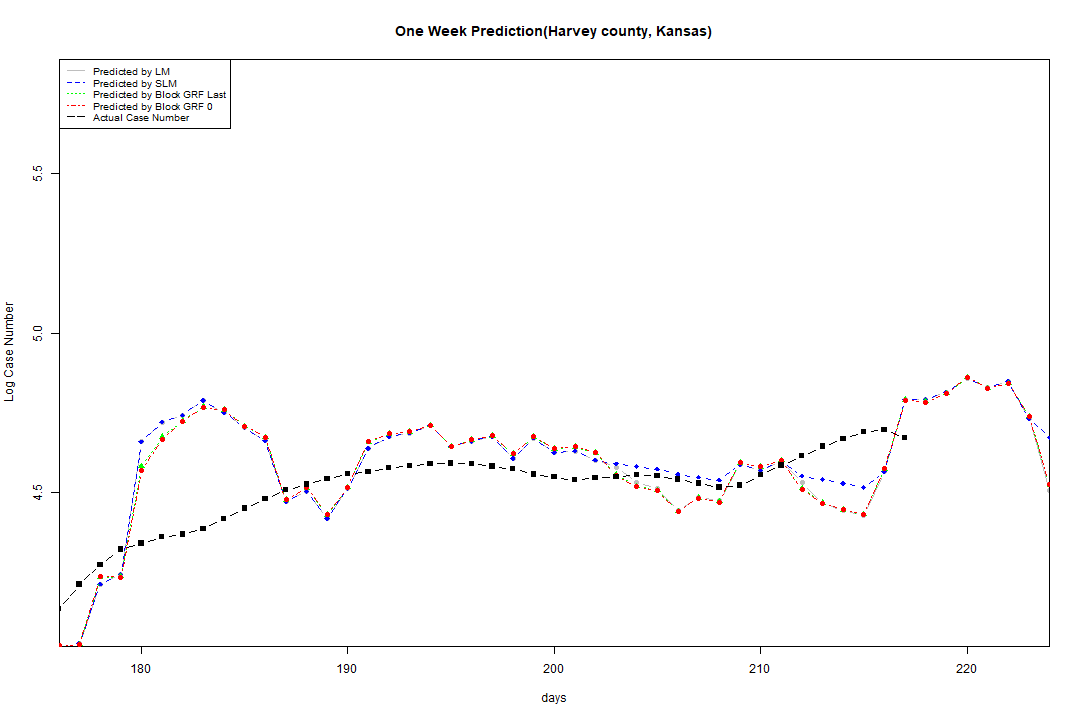 One Week Prediction(Harvey county, Kansas)
Predicted by LM
Predicted by SLM
Predicted by Block GRF Last
Predicted by Block GRF 0
Actual Case Number
5.5
5.0
4.5
Log Case Number
180 190 200 210 220
days